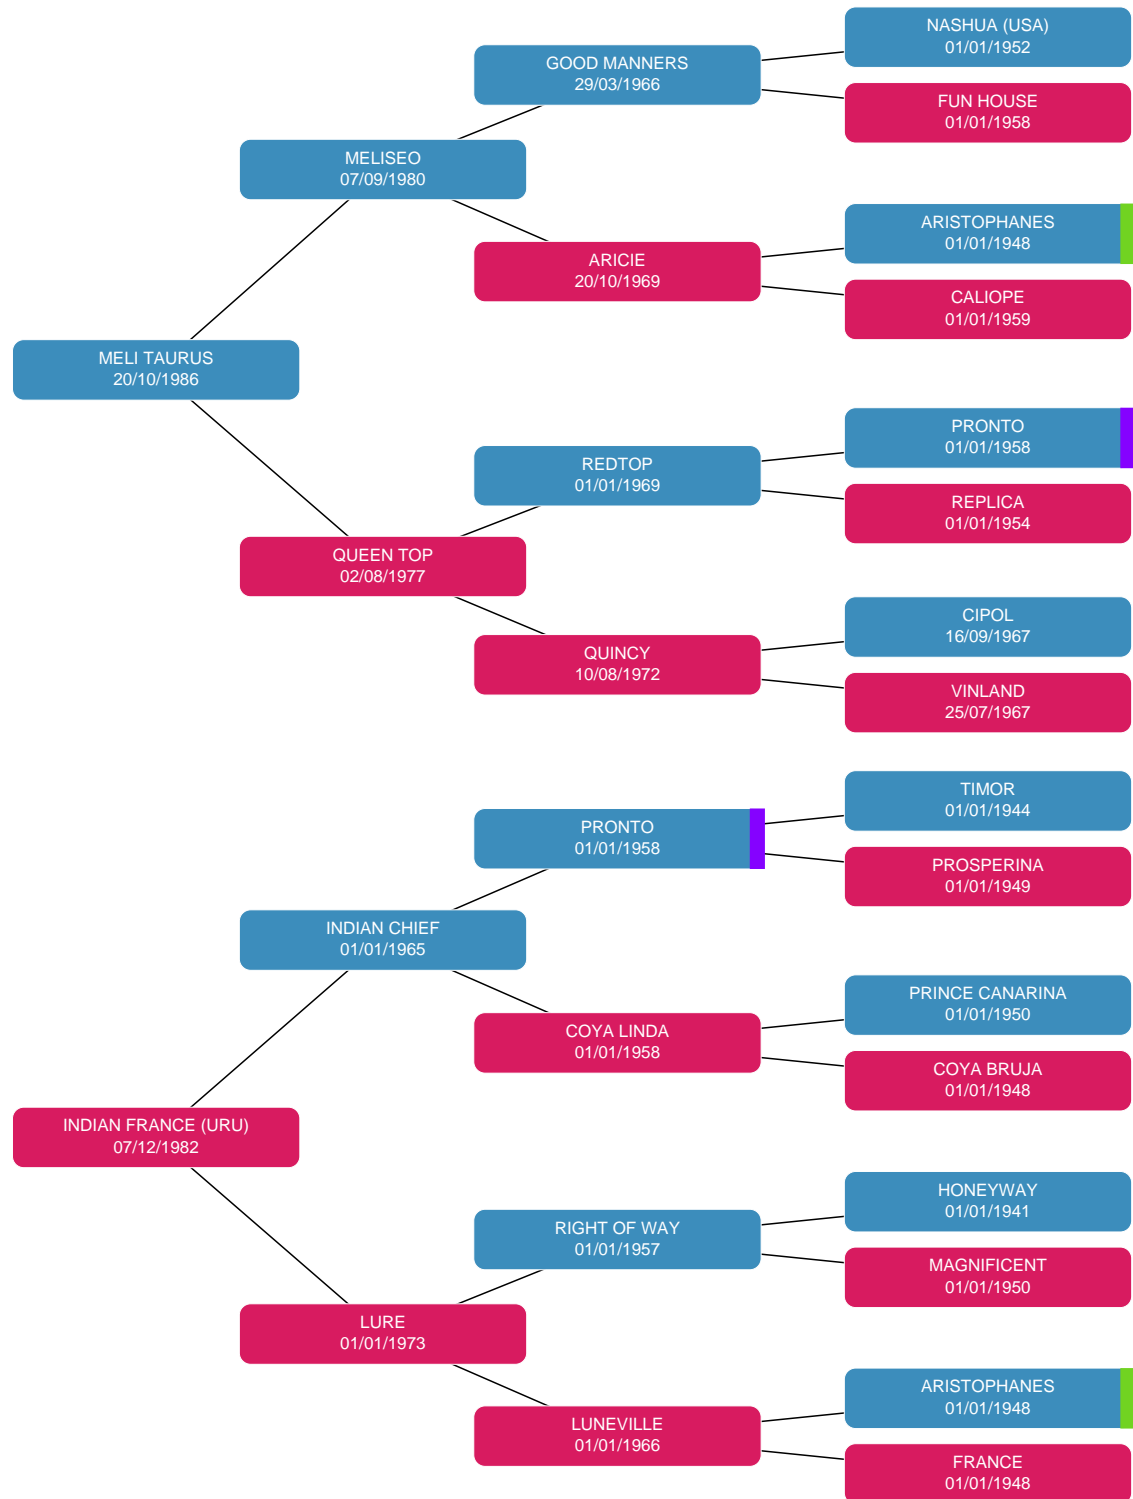 NASHUA (USA)
01/01/1952
GOOD MANNERS
29/03/1966
FUN HOUSE
01/01/1958
MELISEO
07/09/1980
ARISTOPHANES
01/01/1948
ARICIE
20/10/1969
CALIOPE
01/01/1959
MELI TAURUS
20/10/1986
PRONTO
01/01/1958
REDTOP
01/01/1969
REPLICA
01/01/1954
QUEEN TOP
02/08/1977
CIPOL
16/09/1967
QUINCY
10/08/1972
VINLAND
25/07/1967
TIMOR
01/01/1944
PRONTO
01/01/1958
PROSPERINA
01/01/1949
INDIAN CHIEF
01/01/1965
PRINCE CANARINA
01/01/1950
COYA LINDA
01/01/1958
COYA BRUJA
01/01/1948
INDIAN FRANCE (URU)
07/12/1982
HONEYWAY
01/01/1941
RIGHT OF WAY
01/01/1957
MAGNIFICENT
01/01/1950
LURE
01/01/1973
ARISTOPHANES
01/01/1948
LUNEVILLE
01/01/1966
FRANCE
01/01/1948